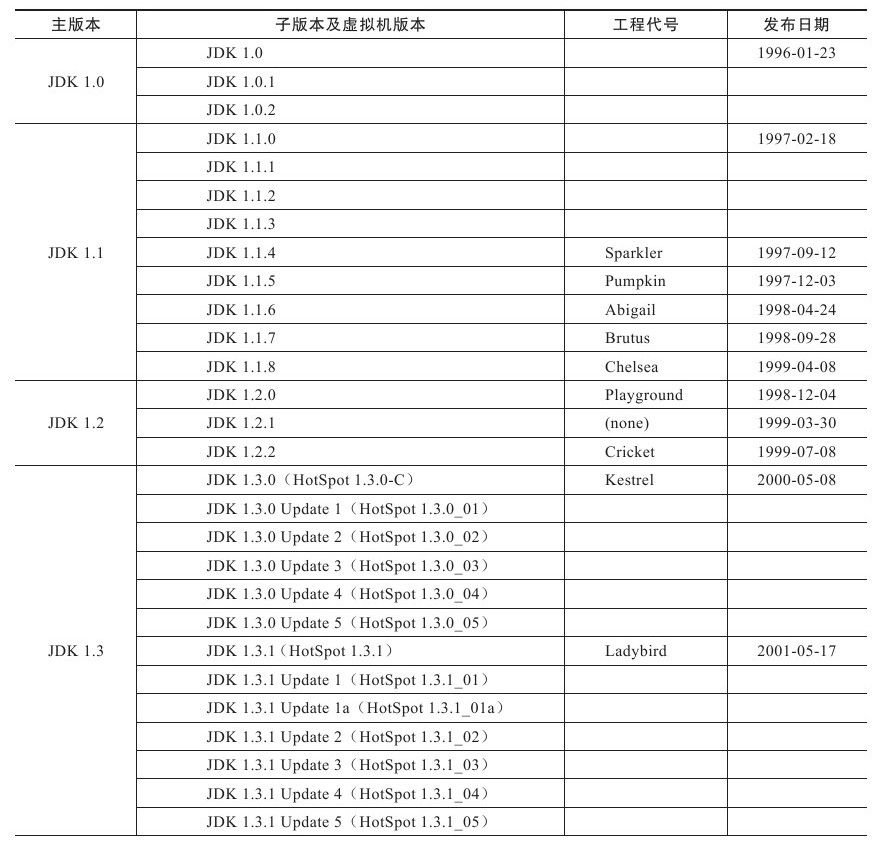 主版本 子版本及虚拟机版本 工程代号 发布日期
JDK 1.0 JDK 1.0 1996-01-23
JDK 1.0.1
JDK 1.0.2
JDK 1.1 JDK 1.1.0 1997-02-18
JDK 1.1.1
JDK 1.1.2
JDK 1.1.3
JDK 1.1.4 Sparkler 1997-09-12
JDK 1.1.5 Pumpkin 1997-12-03
JDK 1.1.6 Abigail 1998-04-24
JDK 1.1.7 Brutus 1998-09-28
JDK 1.1.8 Chelsea 1999-04-08
JDK 1.2 JDK 1.2.0 Playground 1998-12-04
JDK 1.2.1 (none) 1999-03-30
JDK 1.2.2 Cricket 1999-07-08
JDK 1.3 JDK 1.3.0（HotSpot 1.3.0-C） Kestrel 2000-05-08
JDK 1.3.0 Update 1（HotSpot 1.3.0_01）
JDK 1.3.0 Update 2（HotSpot 1.3.0_02）
JDK 1.3.0 Update 3（HotSpot 1.3.0_03）
JDK 1.3.0 Update 4（HotSpot 1.3.0_04）
JDK 1.3.0 Update 5（HotSpot 1.3.0_05）
JDK 1.3.1（HotSpot 1.3.1） Ladybird 2001-05-17
JDK 1.3.1 Update 1（HotSpot 1.3.1_01）
JDK 1.3.1 Update 1a（HotSpot 1.3.1_01a）
JDK 1.3.1 Update 2（HotSpot 1.3.1_02）
JDK 1.3.1 Update 3（HotSpot 1.3.1_03）
JDK 1.3.1 Update 4（HotSpot 1.3.1_04）
JDK 1.3.1 Update 5（HotSpot 1.3.1_05）